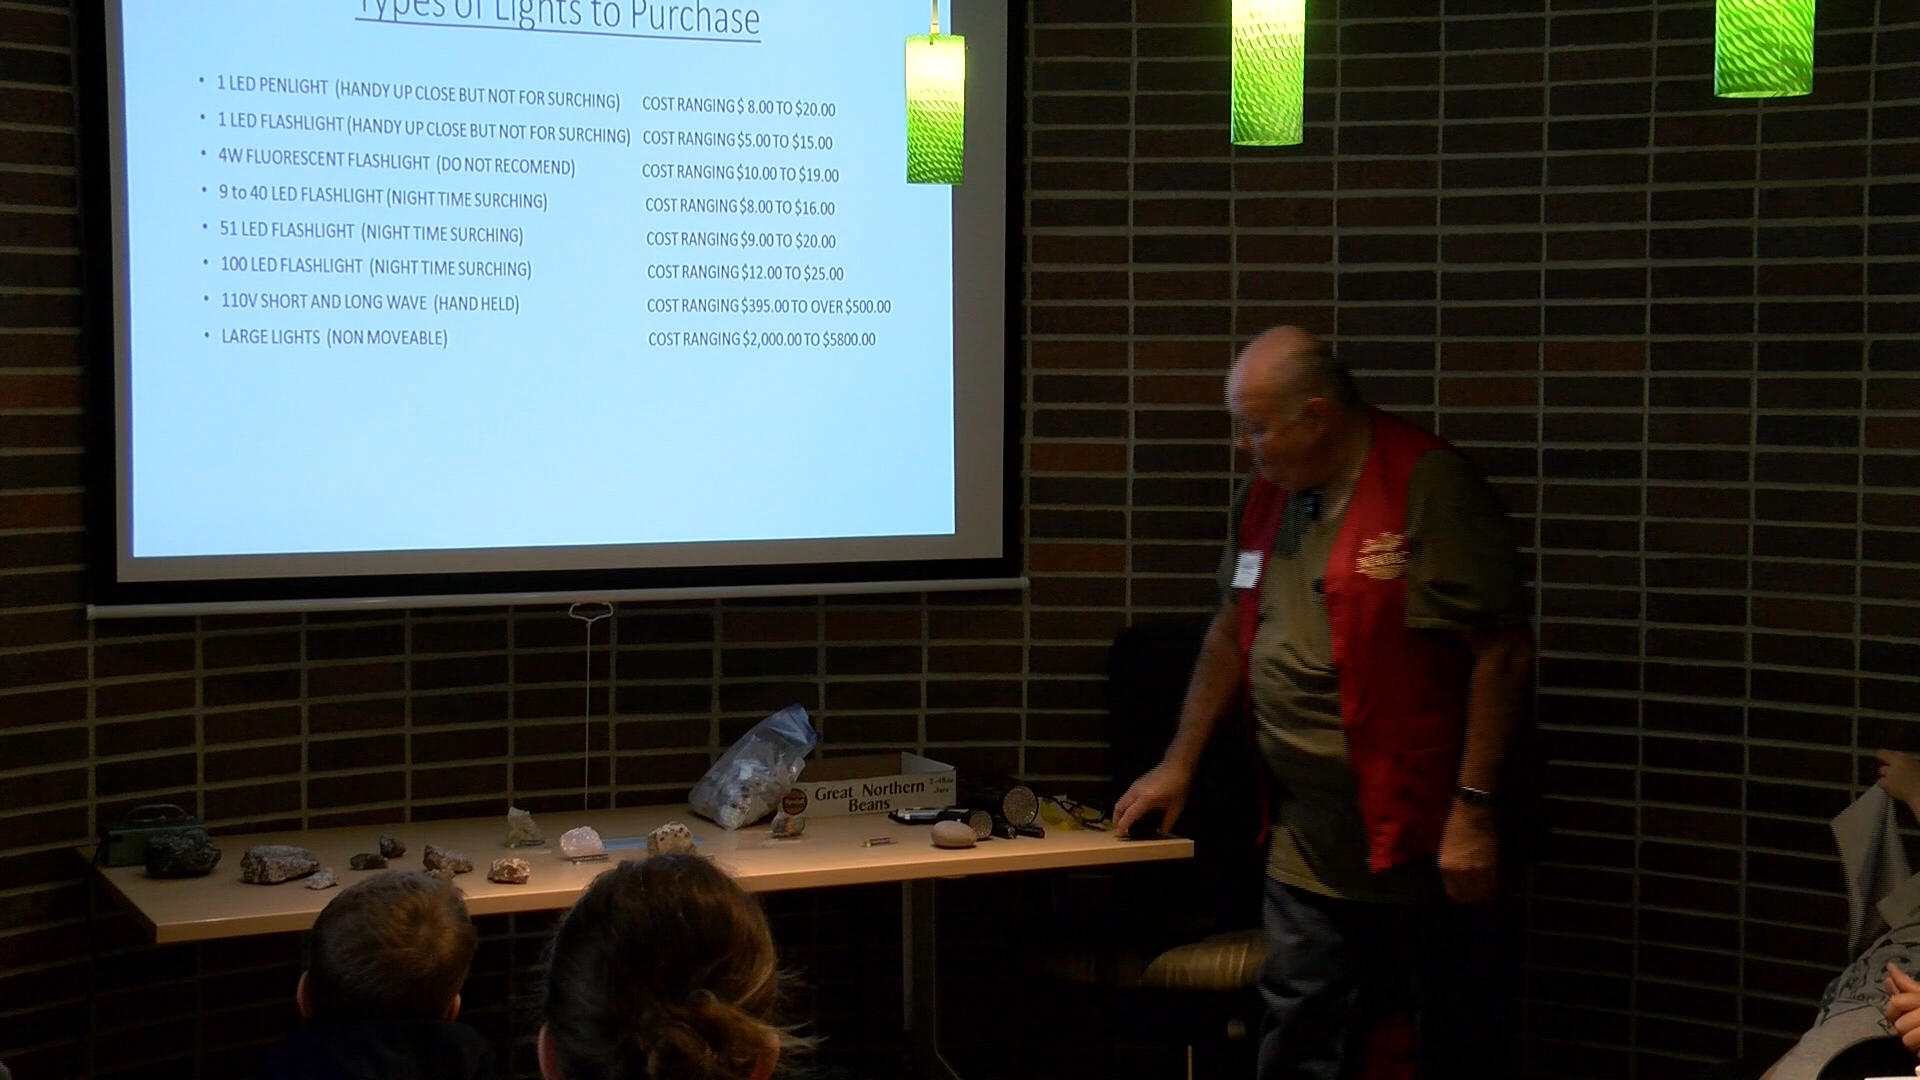 Types of Lights to Purchase
• 1 LED PENLIGHT (HANDY UP CLOSE BUT NOT FOR SURCHING) COST RANGING $ 8.00 TO $20.00
• 1 LED FLASHLIGHT (HANDY UP CLOSE BUT NOT FOR SURCHING) COST RANGING $5.00 TO $15.00
• 4W FLUORESCENT FLASHLIGHT (DO NOT RECOMEND) COST RANGING $10.00 TO $19.00
• 9 to 40 LED FLASHLIGHT (NIGHT TIME SURCHING) COST RANGING $8.00 TO $16.00
• 51 LED FLASHLIGHT (NIGHT TIME SURCHING) COST RANGING $9.00 TO $20.00
• 100 LED FLASHLIGHT (NIGHT TIME SURCHING) COST RANGING $12.00 TO $25.00
• 110V SHORT AND LONG WAVE (HAND HELD) COST RANGING $395.00 TO OVER $500.00
• LARGE LIGHTS (NON MOVEABLE) COST RANGING $2,000.00 TO $5800.00
Great Northern
Beans